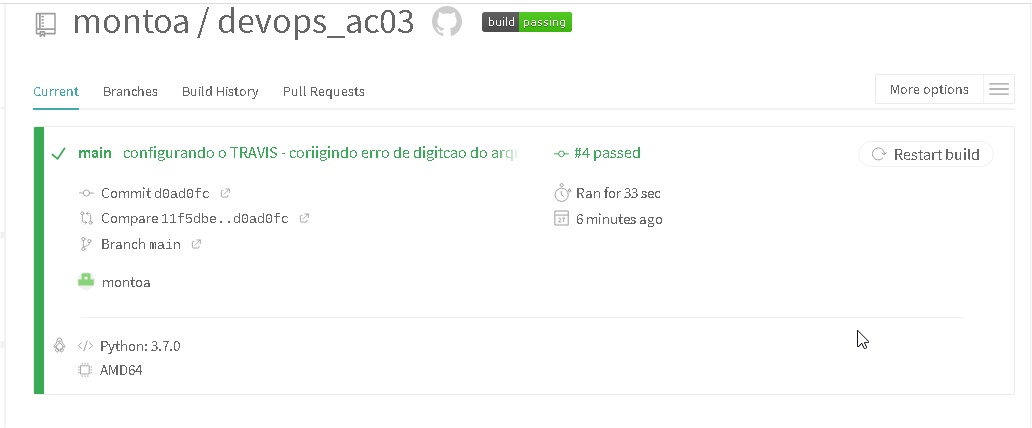 montoa / devops_ac03 build passing
Current Branches Build History Pull Requests More options
main configurando o TRAVIS - coriigindo erro de digitcao do arq #4 passed Restart build
Commit d0ad0fc Ran for 33 sec
Compare 11f5dbe..d0ad0fc 27 6 minutes ago
Branch main
montoa
</> Python: 3.7.0
AMD64